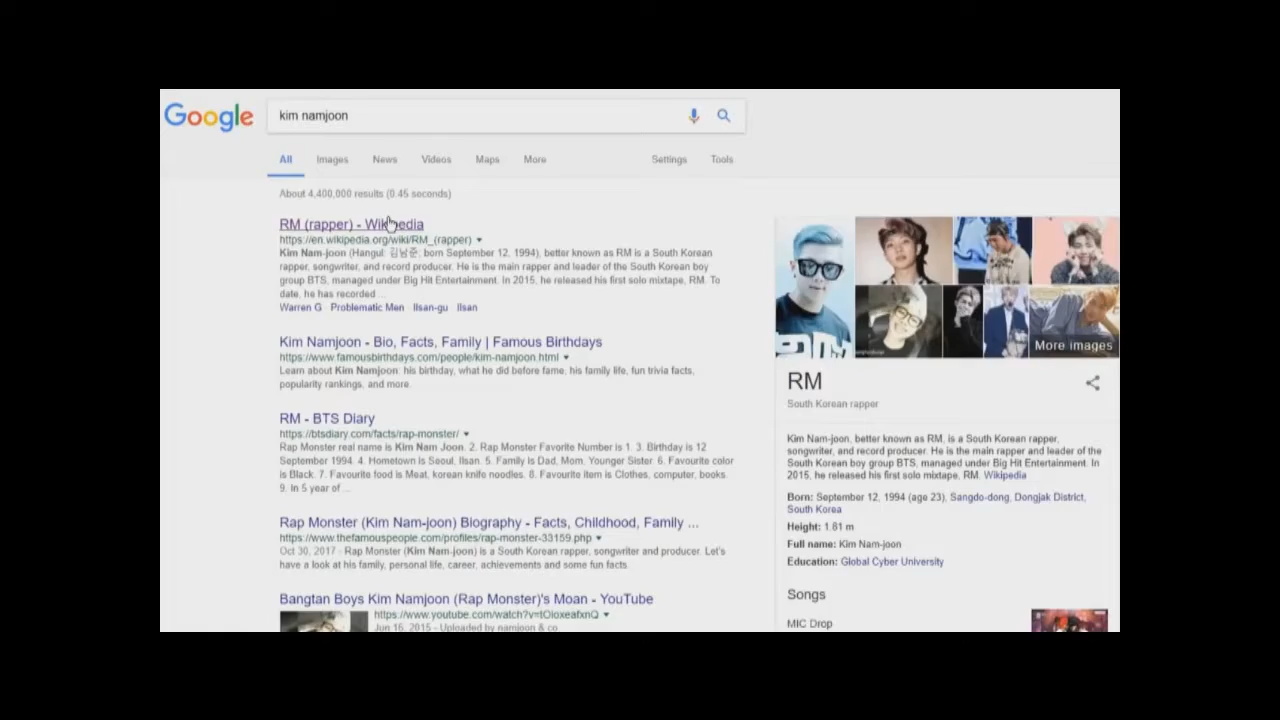 Google
kim namjoon
All Images News Videos Maps More Settings Tools
About 4,400,000 results (0.45 seconds)
RM (rapper) - Wikipedia
https://en.wikipedia.org/wiki/RM_(rapper)
Kim Nam-joon (Hangul: 김남준, born September 12, 1994), better known as RM is a South Korean
rapper, songwriter, and record producer. He is the main rapper and leader of the South Korean boy
group BTS, managed under Big Hit Entertainment. In 2015, he released his first solo mixtape, RM. To
date, he has recorded ...
Warren G Problematic Men Ilsan-gu Ilsan
Kim Namjoon - Bio, Facts, Family | Famous Birthdays
https://www.famousbirthdays.com/people/kim-namjoon.html
Learn about Kim Namjoon: his birthday, what he did before fame, his family life, fun trivia facts,
popularity rankings, and more.
RM - BTS Diary
https://btsdiary.com/facts/rap-monster/
Rap Monster real name is Kim Nam Joon. 2. Rap Monster Favorite Number is 1. 3. Birthday is 12
September 1994. 4. Hometown is Seoul, Ilsan. 5. Family is Dad, Mom, Younger Sister. 6. Favourite color
is Black. 7. Favourite food is Meat, korean knife noodles. 8. Favourite item is Clothes, computer, books.
9. In 5 year of ...
Rap Monster (Kim Nam-joon) Biography - Facts, Childhood, Family ...
https://www.thefamouspeople.com/profiles/rap-monster-33159.php
Oct 30, 2017 - Rap Monster (Kim Nam-joon) is a South Korean rapper, songwriter and producer. Let's
have a look at his family, personal life, career, achievements and some fun facts.
Bangtan Boys Kim Namjoon (Rap Monster)'s Moan - YouTube
https://www.youtube.com/watch?v=tOioxeafxnQ
Jun 16, 2015 - Uploaded by namjoon & co
More images
RM
South Korean rapper
Kim Nam-joon, better known as RM, is a South Korean rapper,
songwriter, and record producer. He is the main rapper and leader of the
South Korean boy group BTS, managed under Big Hit Entertainment. In
2015, he released his first solo mixtape, RM. Wikipedia
Born: September 12, 1994 (age 23), Sangdo-dong, Dongjak District,
South Korea
Height: 1.81 m
Full name: Kim Nam-joon
Education: Global Cyber University
Songs
MIC Drop